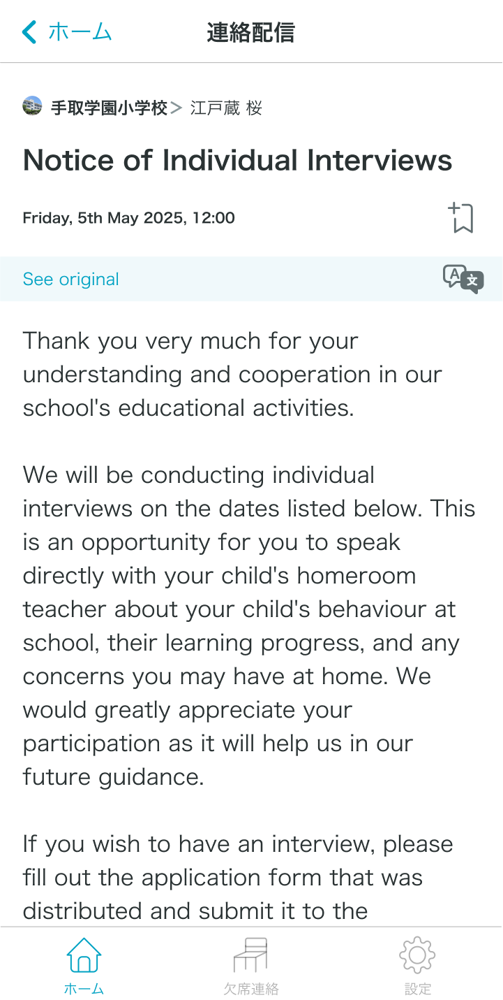 ホーム
連絡配信
手取学園小学校> 江戸蔵 桜
Notice of Individual Interviews
Friday, 5th May 2025, 12:00
See original
A 文
Thank you very much for your
understanding and cooperation in our
school's educational activities.
We will be conducting individual
interviews on the dates listed below. This
is an opportunity for you to speak
directly with your child's homeroom
teacher about your child's behaviour at
school, their learning progress, and any
concerns you may have at home. We
would greatly appreciate your
participation as it will help us in our
future guidance.
If you wish to have an interview, please
fill out the application form that was
distributed and submit it to the
ホーム
欠席連絡
設定